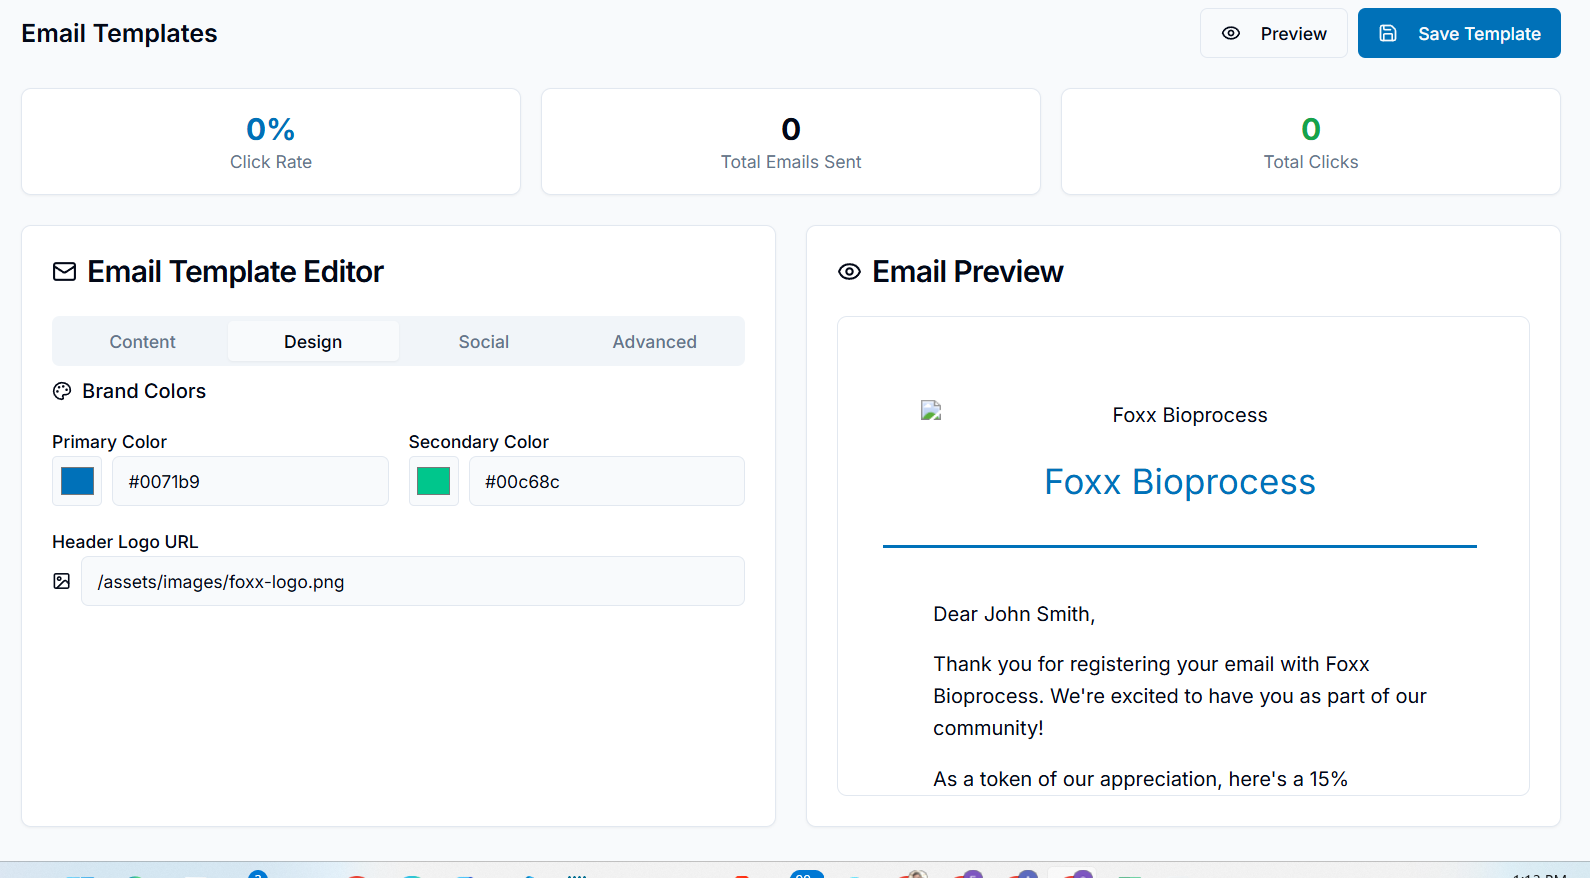 Email Templates
Preview
Save Template
0%
Click Rate
0
Total Emails Sent
0
Total Clicks
Email Template Editor
Content
Design
Social
Advanced
Brand Colors
Primary Color
Secondary Color
#0071b9
#00c68c
Header Logo URL
/assets/images/foxx-logo.png
Email Preview
Foxx Bioprocess
Foxx Bioprocess
Dear John Smith,
Thank you for registering your email with Foxx
Bioprocess. We're excited to have you as part of our
community!
As a token of our appreciation, here's a 15%